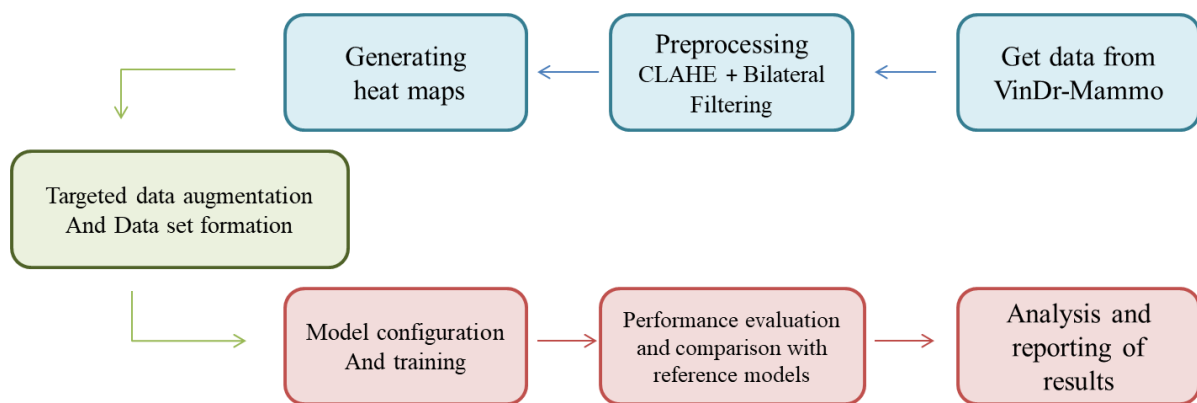 Get data from
VinDr-Mammo
Preprocessing
CLAHE + Bilateral
Filtering
Generating
heat maps
Targeted data augmentation
And Data set formation
Model configuration
And training
Performance evaluation
and comparison with
reference models
Analysis and
reporting of
results